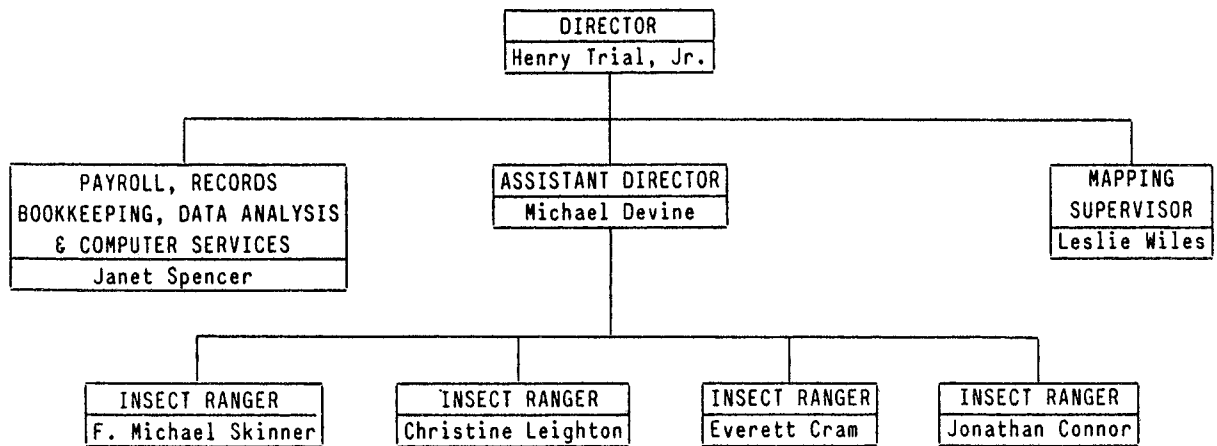 DIRECTOR
Henry Trial, Jr.
PAYROLL, RECORDS
BOOKKEEPING, DATA ANALYSIS
& COMPUTER SERVICES
Janet Spencer
ASSISTANT DIRECTOR
Michael Devine
MAPPING
SUPERVISOR
Leslie Wiles
INSECT RANGER
F. Michael Skinner
INSECT RANGER
Christine Leighton
INSECT RANGER
Everett Cram
INSECT RANGER
Jonathan Connor